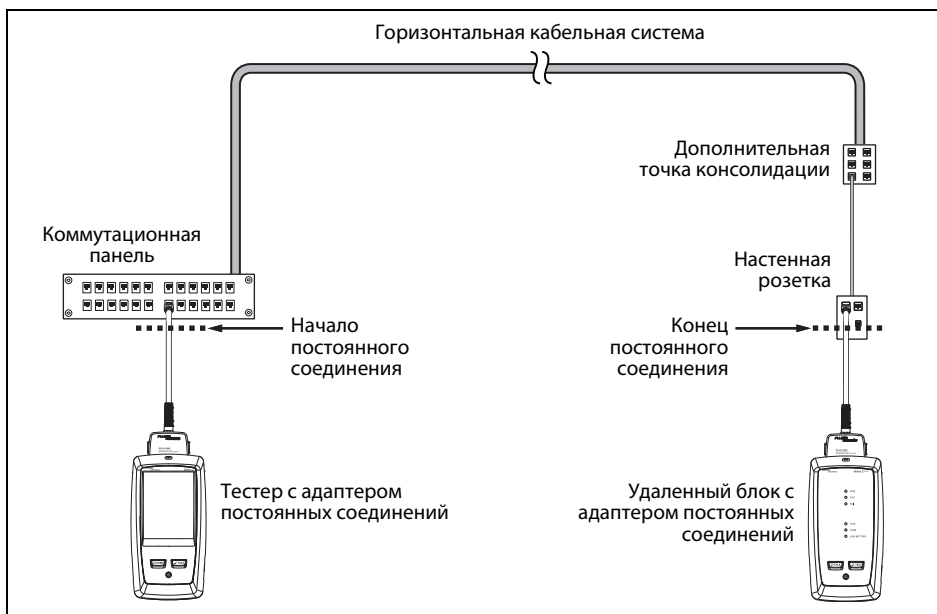 Горизонтальная кабельная система
Дополнительная
точка консолидации
Коммутационная
панель
Настенная
розетка
Начало
постоянного
соединения
Конец
постоянного
соединения
Тестер с адаптером
постоянных соединений
Удаленный блок с
адаптером постоянных
соединений